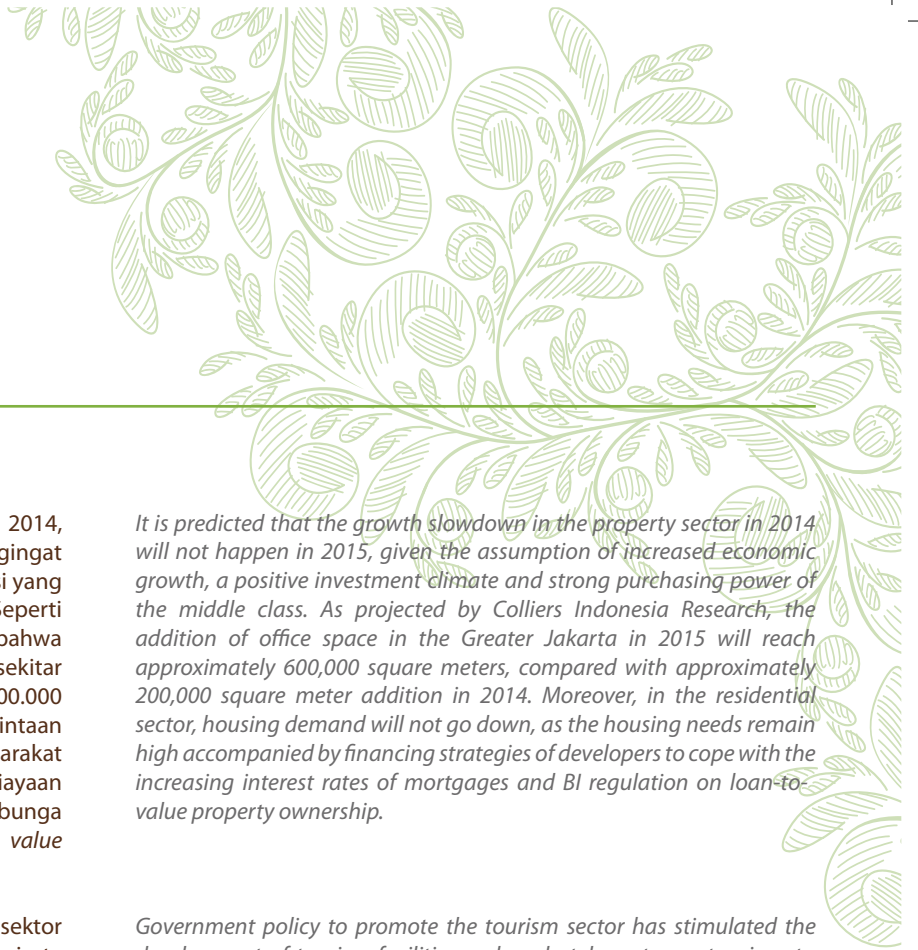 2014,
gingat
si yang
Seperti
bahwa
sekitar
00.000
intaan
arakat
iayaan
bunga
value
sektor
It is predicted that the growth slowdown in the property sector in 2014
will not happen in 2015, given the assumption of increased economic
growth, a positive investment climate and strong purchasing power of
the middle class. As projected by Colliers Indonesia Research, the
addition of office space in the Greater Jakarta in 2015 will reach
approximately 600,000 square meters, compared with approximately
200,000 square meter addition in 2014. Moreover, in the residential
sector, housing demand will not go down, as the housing needs remain
high accompanied by financing strategies of developers to cope with the
increasing interest rates of mortgages and BI regulation on loan-to-
value property ownership.
Government policy to promote the tourism sector has stimulated the